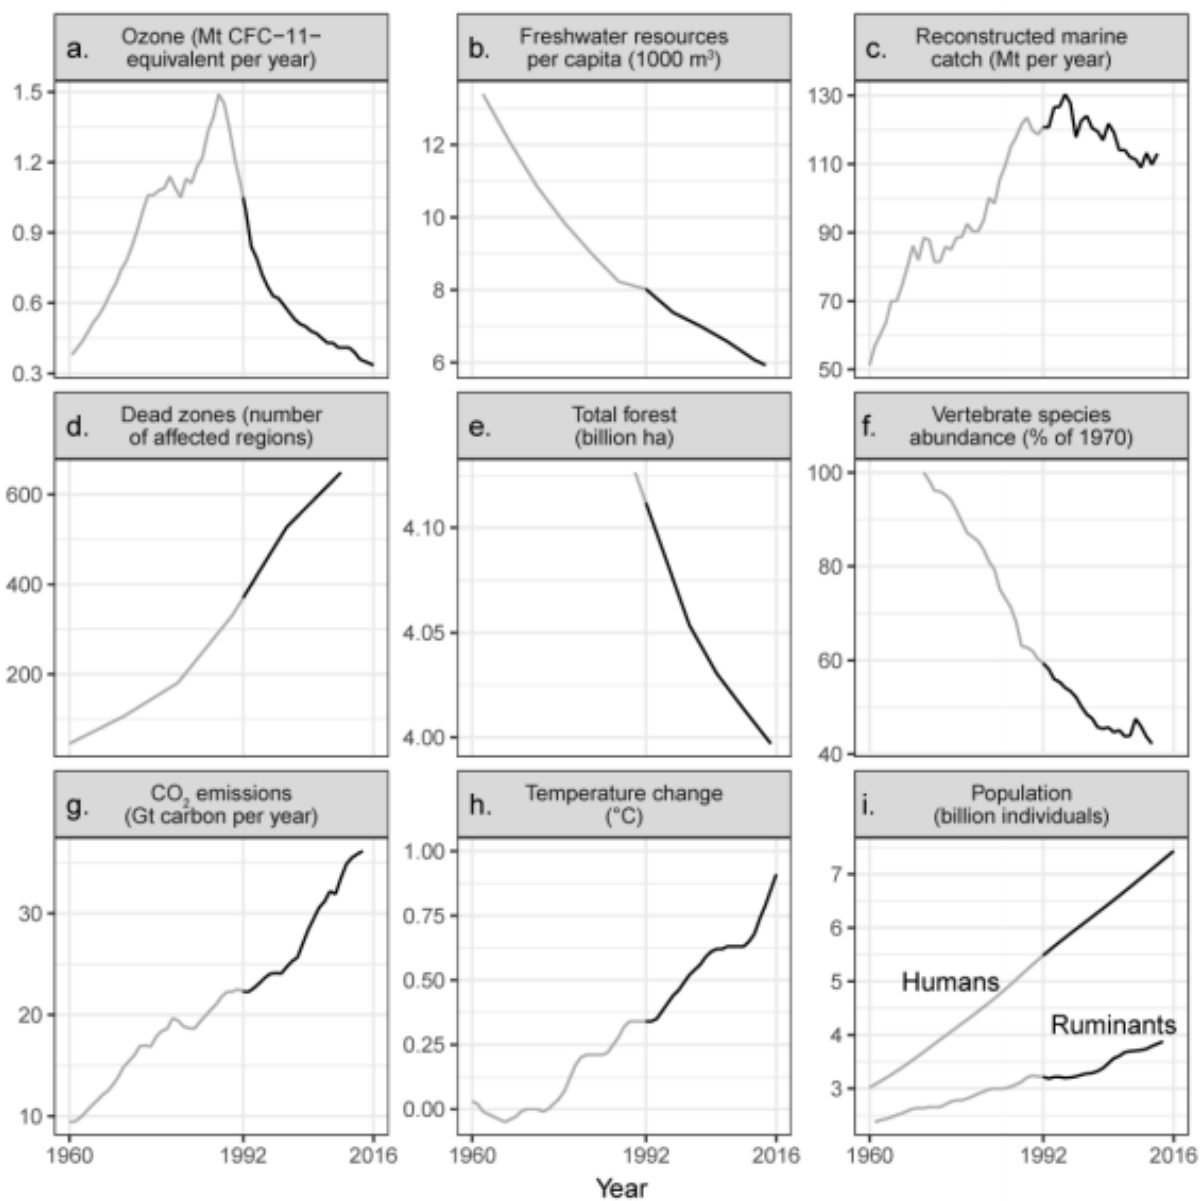 a.
Ozone (Mt CFC−11−
equivalent per year)
b.
Freshwater resources
per capita (1000 m³)
c.
Reconstructed marine
catch (Mt per year)
1.5
1.2
0.9
0.6
0.3
12
10
8
6
130
110
90
70
50
d.
Dead zones (number
of affected regions)
e.
Total forest
(billion ha)
f.
Vertebrate species
abundance (% of 1970)
600
400
200
4.10
4.05
4.00
100
80
60
40
g.
CO₂ emissions
(Gt carbon per year)
h.
Temperature change
(°C)
i.
Population
(billion individuals)
30
20
10
1.00
0.75
0.50
0.25
0.00
7
6
5
4
3
Humans
Ruminants
1960 1992 2016
1960 1992 2016
1960 1992 2016
Year